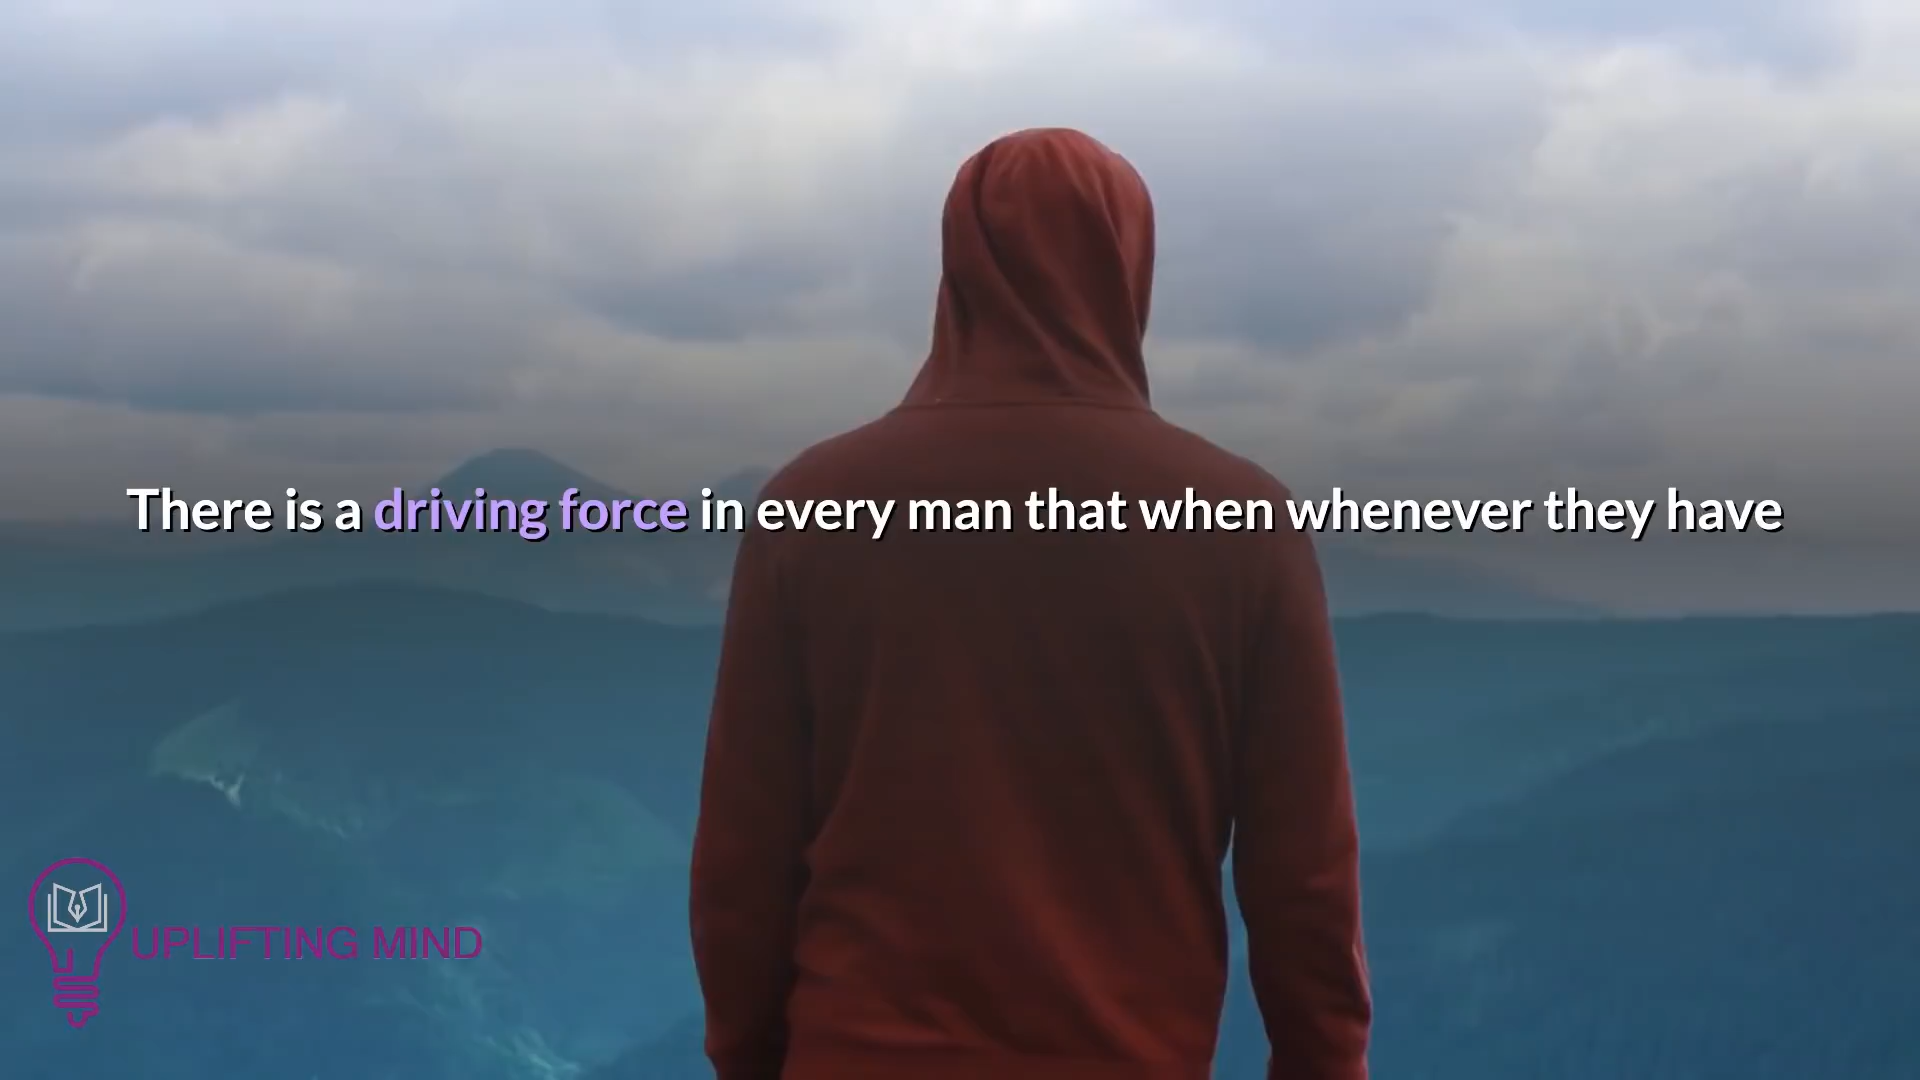 There is a driving force in every man that when whenever they have
UPLIFTING MIND